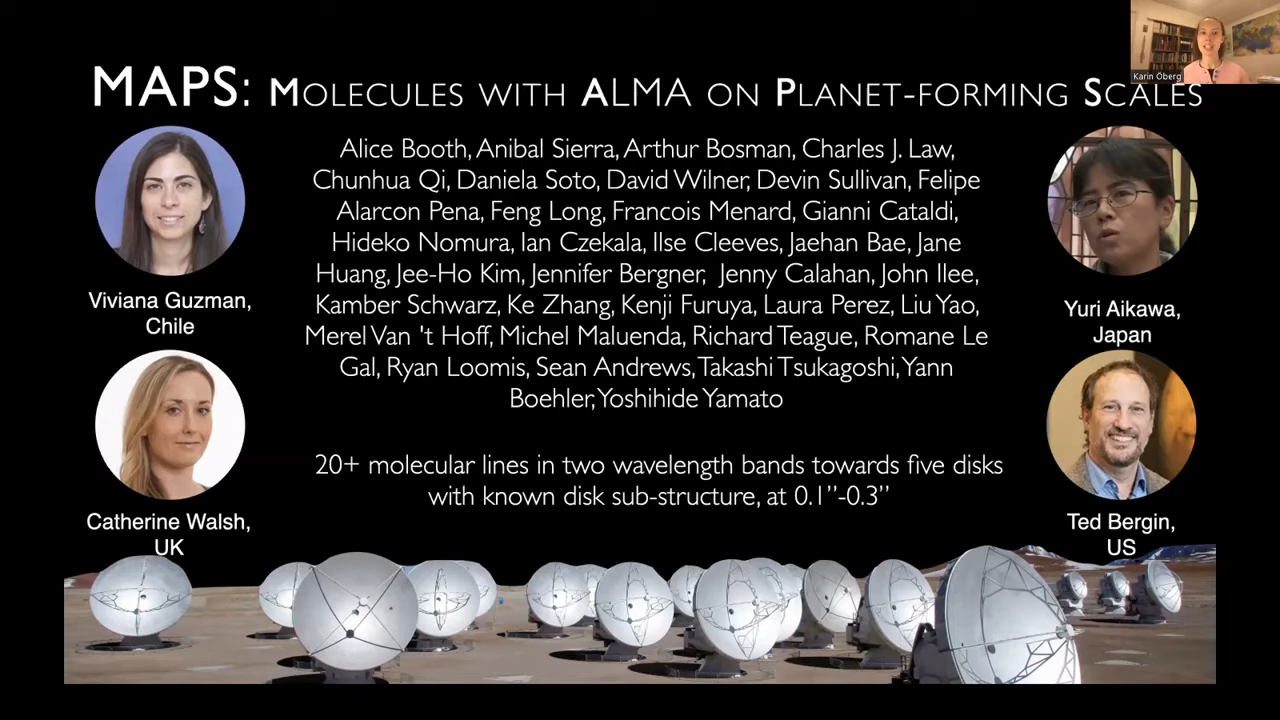 MAPS: MOLECULES WITH ALMA ON PLANET-FORMING SCALES
Karin Öberg
Alice Booth, Anibal Sierra, Arthur Bosman, Charles J. Law,
Chunhua Qi, Daniela Soto, David Wilner, Devin Sullivan, Felipe
Alarcon Pena, Feng Long, Francois Menard, Gianni Cataldi,
Hideko Nomura, Ian Czekala, Ilse Cleeves, Jaehan Bae, Jane
Huang, Jee-Ho Kim, Jennifer Bergner, Jenny Calahan, John Ilee,
Kamber Schwarz, Ke Zhang, Kenji Furuya, Laura Perez, Liu Yao,
Merel Van 't Hoff, Michel Maluenda, Richard Teague, Romane Le
Gal, Ryan Loomis, Sean Andrews, Takashi Tsukagoshi, Yann
Boehler, Yoshihide Yamato
20+ molecular lines in two wavelength bands towards five disks
with known disk sub-structure, at 0.1”-0.3”
Viviana Guzman,
Chile
Catherine Walsh,
UK
Yuri Aikawa,
Japan
Ted Bergin,
US